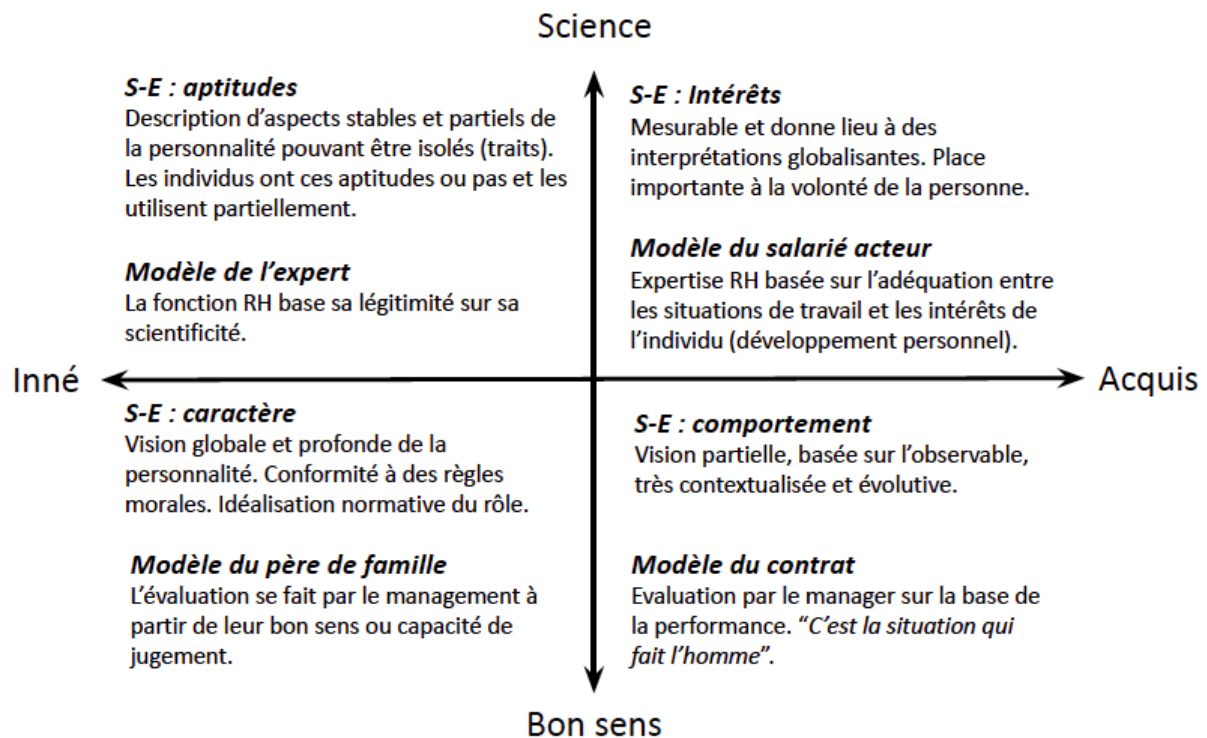 Science
S-E : aptitudes
Description d’aspects stables et partiels de
la personnalité pouvant être isolés (traits).
Les individus ont ces aptitudes ou pas et les
utilisent partiellement.
Modèle de l’expert
La fonction RH base sa légitimité sur sa
scientificité.
S-E : Intérêts
Mesurable et donne lieu à des
interprétations globalisantes. Place
importante à la volonté de la personne.
Modèle du salarié acteur
Expertise RH basée sur l’adéquation entre
les situations de travail et les intérêts de
l’individu (développement personnel).
Inné
Acquis
S-E : caractère
Vision globale et profonde de la
personnalité. Conformité à des règles
morales. Idéalisation normative du rôle.
Modèle du père de famille
L’évaluation se fait par le management à
partir de leur bon sens ou capacité de
jugement.
S-E : comportement
Vision partielle, basée sur l’observable,
très contextualisée et évolutive.
Modèle du contrat
Evaluation par le manager sur la base de
la performance. “C’est la situation qui
fait l’homme”.
Bon sens